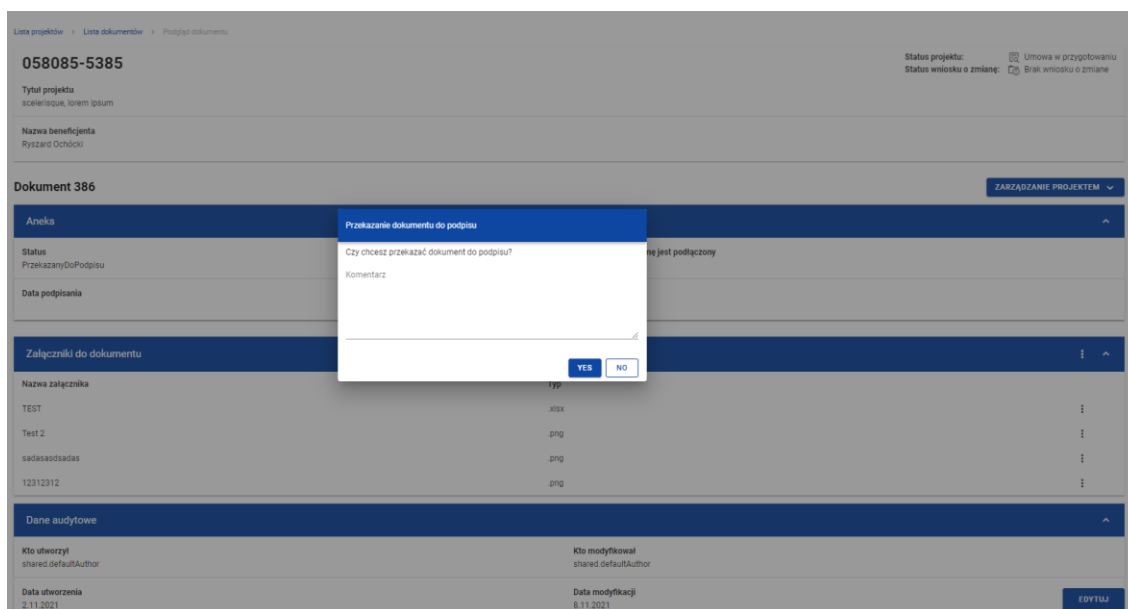 Lista projektów › Lista dokumentów › Podgląd dokumentu
058085-5385
Status projektu: Umowa w przygotowaniu
Status wniosku o zmianę: Brak wniosku o zmiane
Tytuł projektu
scelerisque, lorem ipsum
Nazwa beneficjenta
Ryszard Ochócki
Dokument 386
ZARZĄDZANIE PROJEKTEM
Aneks
Status
PrzekazanyDoPodpisu
jest podłączony
Data podpisania
Przekazanie dokumentu do podpisu
Czy chcesz przekazać dokument do podpisu?
Komentarz
YES NO
Załączniki do dokumentu
Nazwa załącznika Typ
TEST .xlsx
Test 2 .png
sadasasdsadas .png
12312312 .png
Dane audytowe
Kto utworzył Kto modyfikował
shared.defaultAuthor shared.defaultAuthor
Data utworzenia Data modyfikacji
2.11.2021 8.11.2021
EDYTUJ